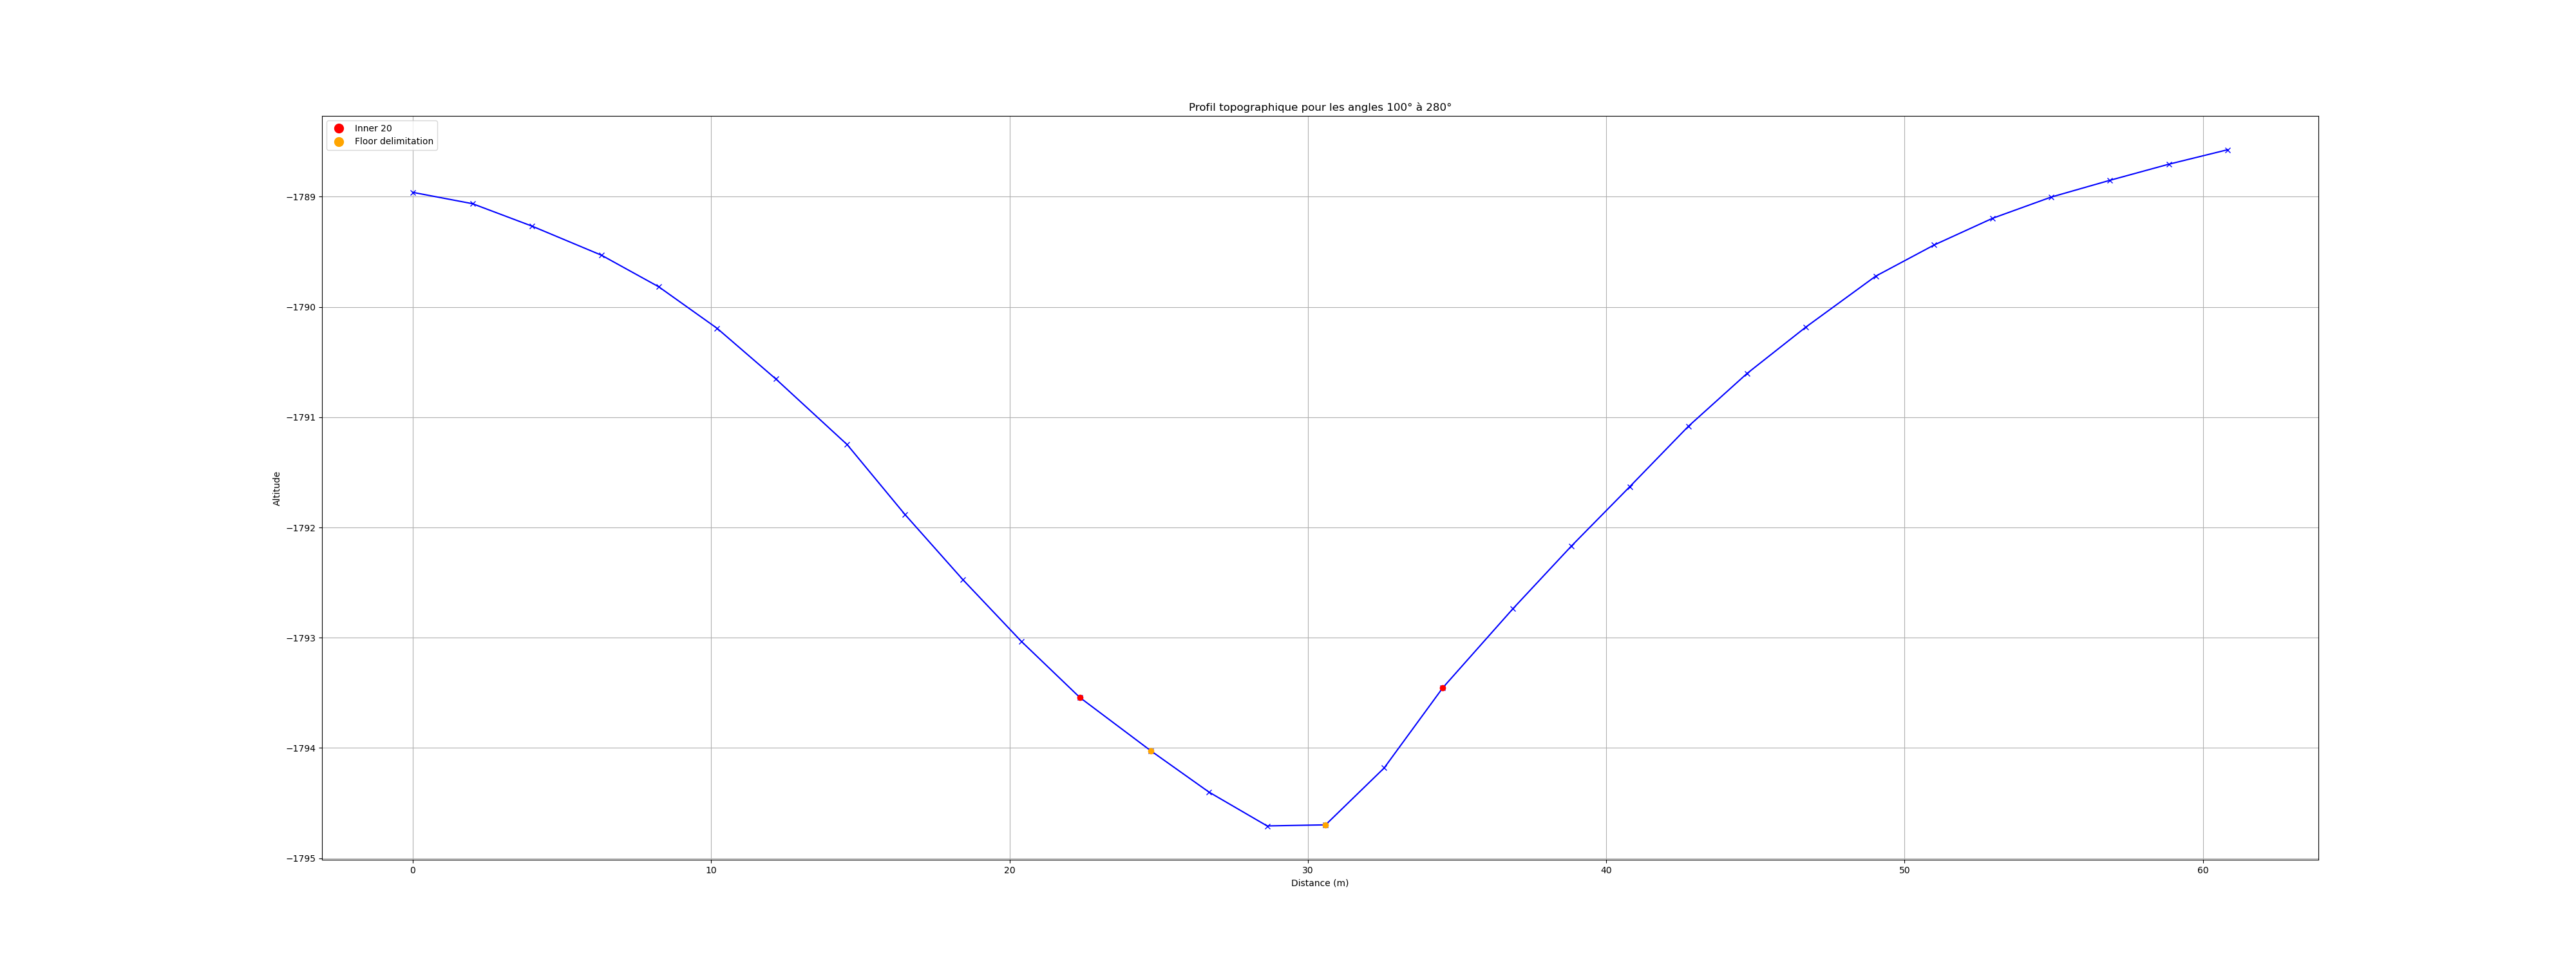 Profil topographique pour les angles 100° à 280°
Inner 20
Floor delimitation
Altitude
−1789
−1790
−1791
−1792
−1793
−1794
−1795
0 10 20 30 40 50 60
Distance (m)